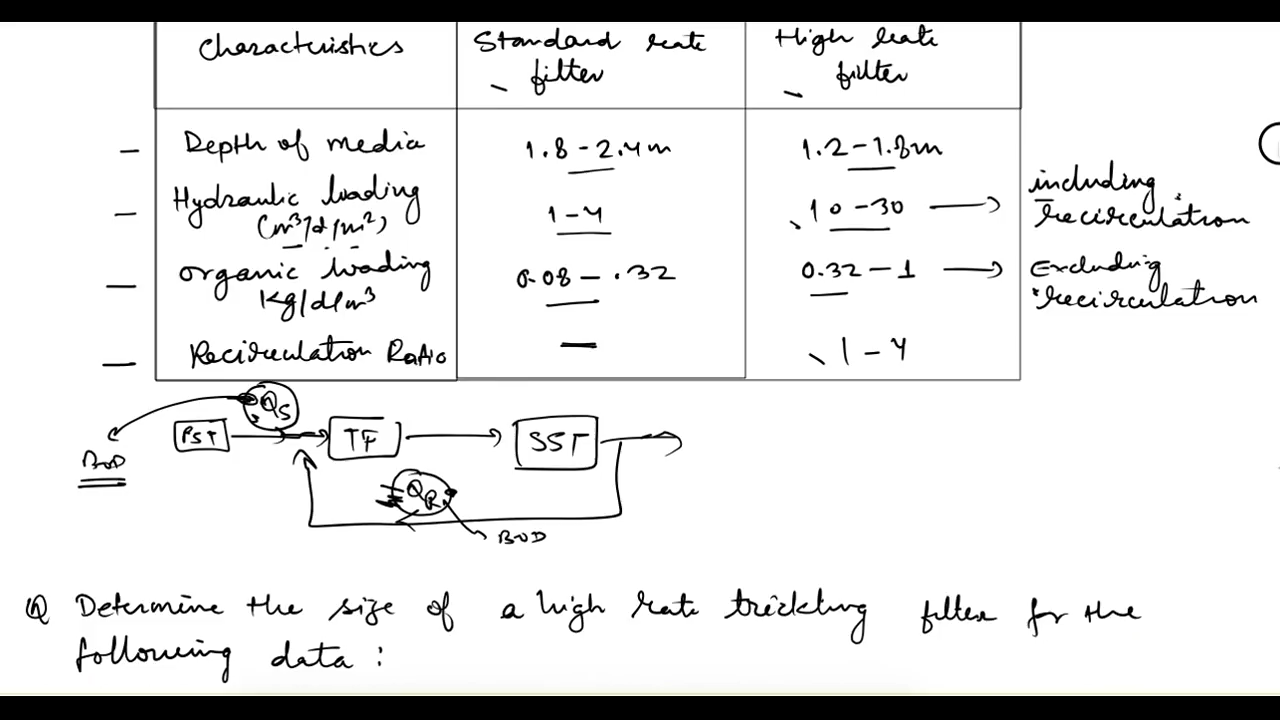 Characteristics
Standard rate filter
High rate filter
Depth of media
1.8 - 2.4m
1.2 - 1.8m
Hydraulic loading (m³/d/m²)
1 - 4
10 - 30
including recirculation
Organic loading Kg/d/m³
0.08 - .32
0.32 - 1
Excluding recirculation
Recirculation Ratio
—
1 - 4
QS
PST
TF
SST
BOD
QR
BOD
Q Determine the size of a high rate trickling filter for the
following data :